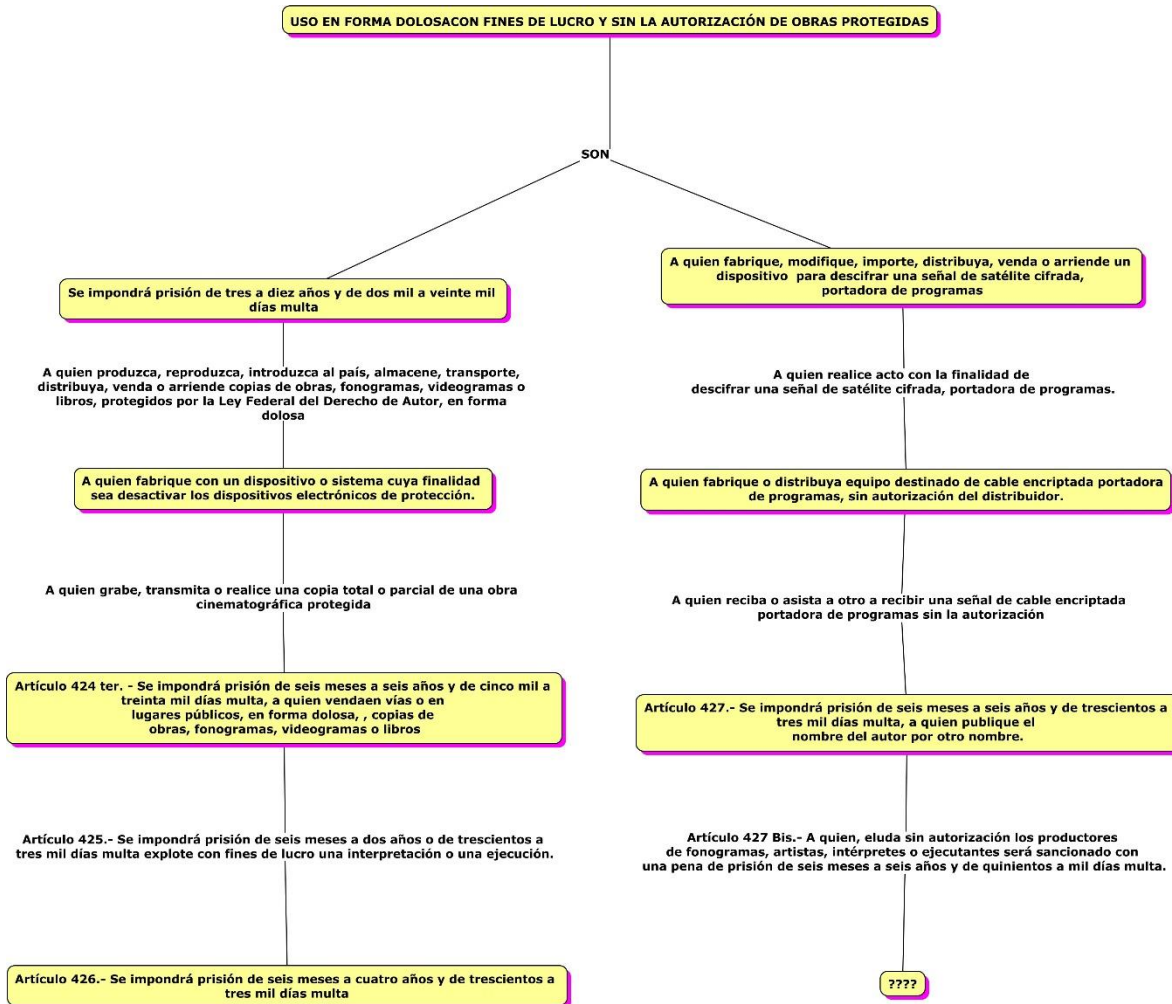 USO EN FORMA DOLOSACON FINES DE LUCRO Y SIN LA AUTORIZACIÓN DE OBRAS PROTEGIDAS
SON
Se impondrá prisión de tres a diez años y de dos mil a veinte mil
días multa
A quien produzca, reproduzca, introduzca al país, almacene, transporte,
distribuya, venda o arriende copias de obras, fonogramas, videogramas o
libros, protegidos por la Ley Federal del Derecho de Autor, en forma
dolosa
A quien fabrique con un dispositivo o sistema cuya finalidad
sea desactivar los dispositivos electrónicos de protección.
A quien grabe, transmita o realice una copia total o parcial de una obra
cinematográfica protegida
Artículo 424 ter. - Se impondrá prisión de seis meses a seis años y de cinco mil a
treinta mil días multa, a quien vendaen vías o en
lugares públicos, en forma dolosa, , copias de
obras, fonogramas, videogramas o libros
Artículo 425.- Se impondrá prisión de seis meses a dos años o de trescientos a
tres mil días multa explote con fines de lucro una interpretación o una ejecución.
Artículo 426.- Se impondrá prisión de seis meses a cuatro años y de trescientos a
tres mil días multa
A quien fabrique, modifique, importe, distribuya, venda o arriende un
dispositivo para descifrar una señal de satélite cifrada,
portadora de programas
A quien realice acto con la finalidad de
descifrar una señal de satélite cifrada, portadora de programas.
A quien fabrique o distribuya equipo destinado de cable encriptada portadora
de programas, sin autorización del distribuidor.
A quien reciba o asista a otro a recibir una señal de cable encriptada
portadora de programas sin la autorización
Artículo 427.- Se impondrá prisión de seis meses a seis años y de trescientos a
tres mil días multa, a quien publique el
nombre del autor por otro nombre.
Artículo 427 Bis.- A quien, eluda sin autorización los productores
de fonogramas, artistas, intérpretes o ejecutantes será sancionado con
una pena de prisión de seis meses a seis años y de quinientos a mil días multa.
????